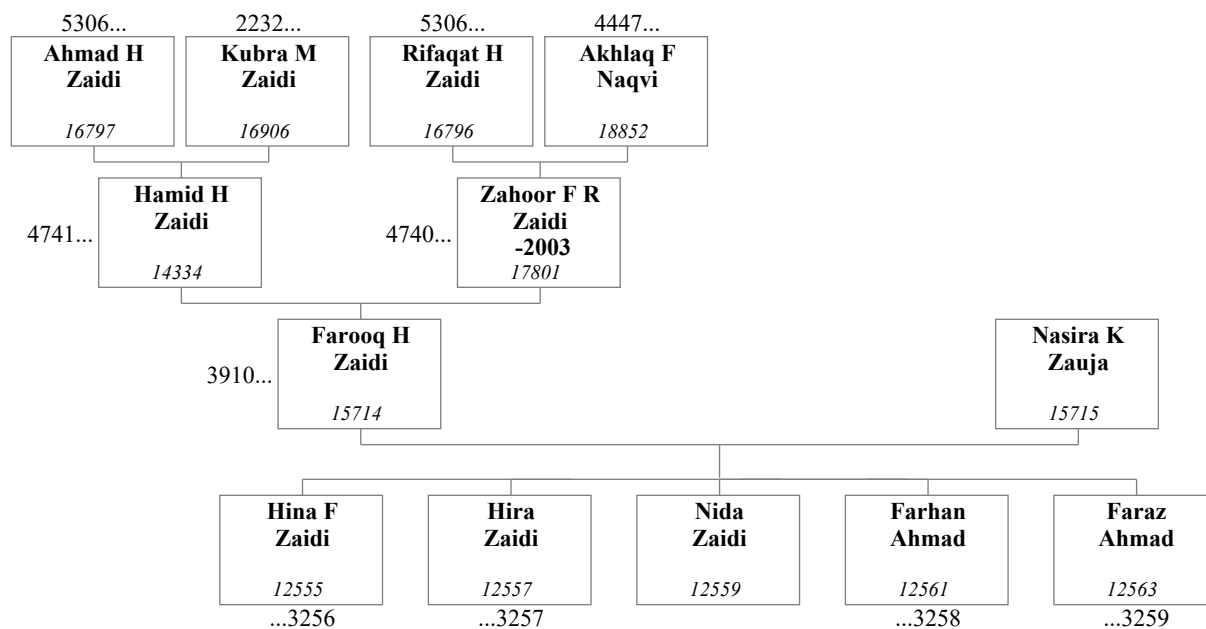 5306...
2232...
5306...
4447...
Ahmad H
Zaidi
16797
Kubra M
Zaidi
16906
Rifaqat H
Zaidi
16796
Akhlaq F
Naqvi
18852
4741...
Hamid H
Zaidi
14334
4740...
Zahoor F R
Zaidi
-2003
17801
3910...
Farooq H
Zaidi
15714
Nasira K
Zauja
15715
Hina F
Zaidi
12555
...3256
Hira
Zaidi
12557
...3257
Nida
Zaidi
12559
Farhan
Ahmad
12561
...3258
Faraz
Ahmad
12563
...3259